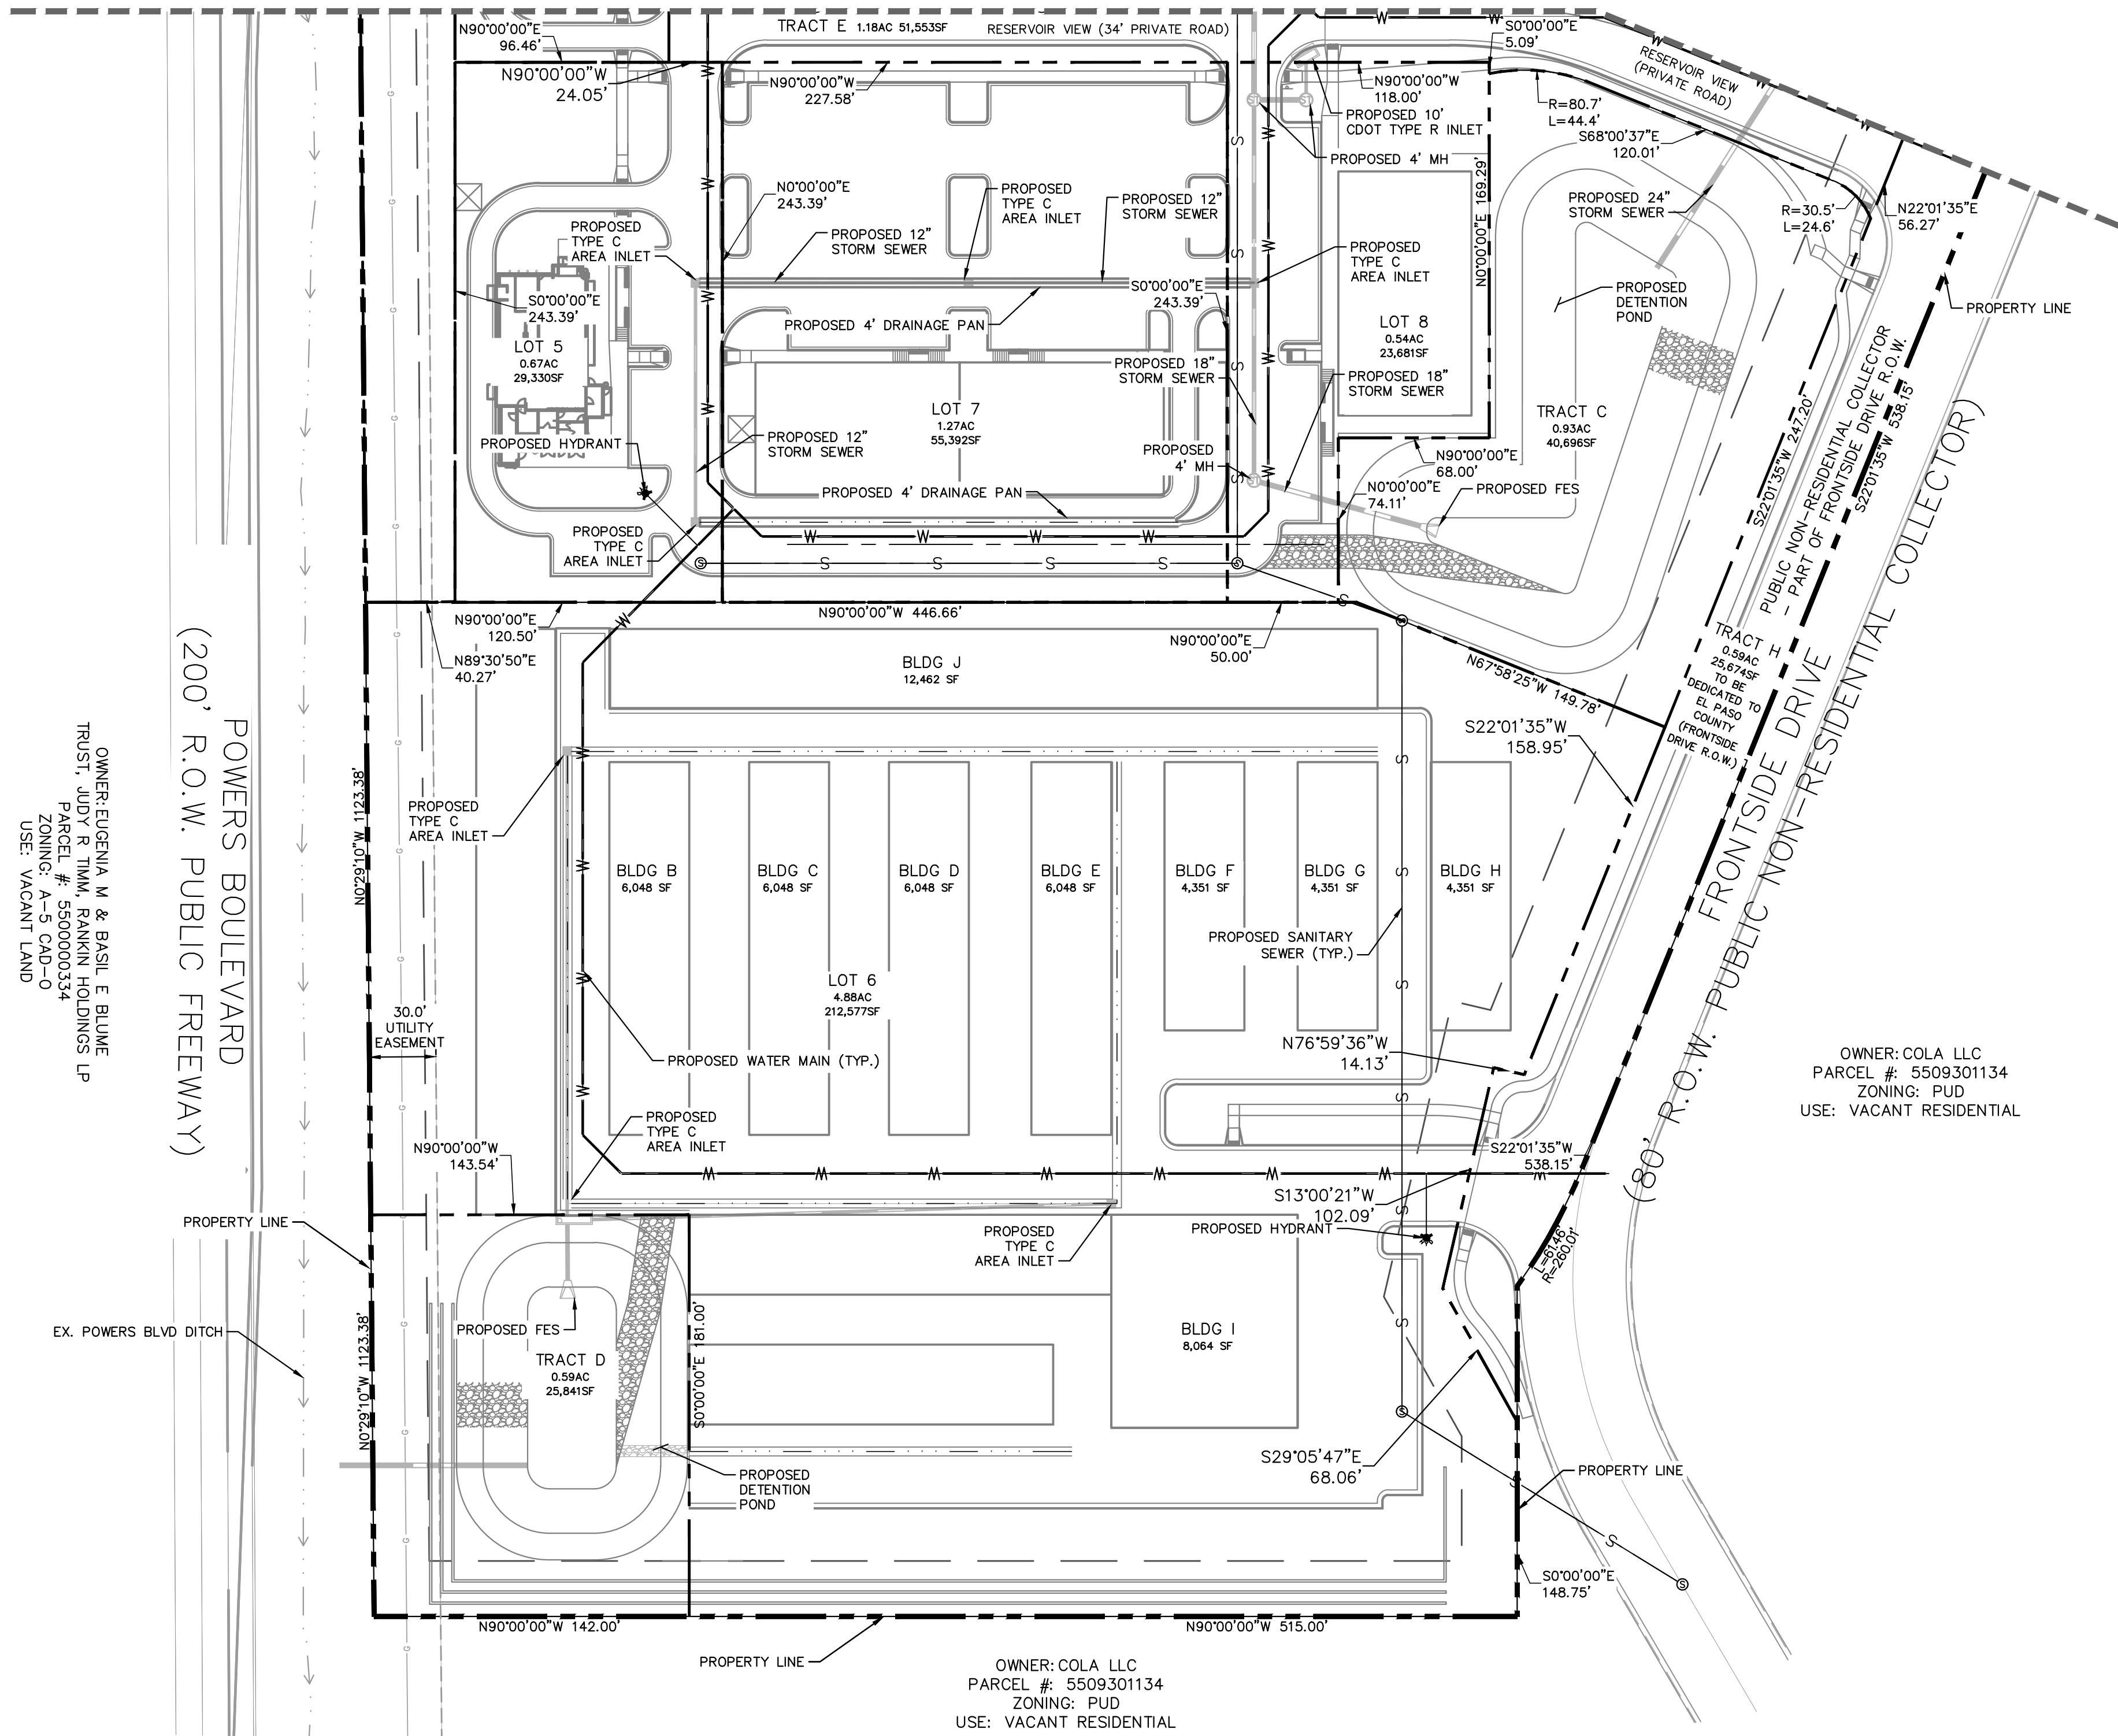 N90°00'00"E
96.46'
TRACT E 1.18AC 51,553SF
RESERVOIR VIEW (34' PRIVATE ROAD)
S0°00'00"E
5.09'
W
RESERVOIR VIEW
(PRIVATE ROAD)
N90°00'00"W
24.05'
N90°00'00"W
227.58'
N90°00'00"W
118.00'
R=80.7'
L=44.4'
PROPOSED 10'
CDOT TYPE R INLET
S68°00'37"E
120.01'
PROPOSED 4' MH
N0°00'00"E 169.29'
N0°00'00"E
243.39'
PROPOSED
TYPE C
AREA INLET
PROPOSED 12"
STORM SEWER
PROPOSED 24"
STORM SEWER
R=30.5'
L=24.6'
N22°01'35"E
56.27'
PROPOSED
TYPE C
AREA INLET
PROPOSED 12"
STORM SEWER
PROPOSED
TYPE C
AREA INLET
S0°00'00"E
243.39'
S0°00'00"E
243.39'
PROPOSED
DETENTION
POND
PROPERTY LINE
PROPOSED 4' DRAINAGE PAN
LOT 5
0.67AC
29,330SF
LOT 8
0.54AC
23,681SF
PROPOSED 18"
STORM SEWER
PROPOSED 18"
STORM SEWER
LOT 7
1.27AC
55,392SF
TRACT C
0.93AC
40,696SF
PROPOSED HYDRANT
PROPOSED 12"
STORM SEWER
PROPOSED
4' MH
N90°00'00"E
68.00'
PROPOSED 4' DRAINAGE PAN
N0°00'00"E
74.11'
PROPOSED FES
PROPOSED
TYPE C
AREA INLET
S22°01'35"W 247.20'
PUBLIC NON-RESIDENTIAL COLLECTOR
- PART OF FRONTSIDE DRIVE R.O.W.
S22°01'35"W 538.15'
N90°00'00"E
120.50'
N90°00'00"W 446.66'
N90°00'00"E
50.00'
N89°30'50"E
40.27'
BLDG J
12,462 SF
N67°58'25"W 149.78'
TRACT H
0.59AC
25,674SF
TO BE
DEDICATED TO
EL PASO
COUNTY
(FRONTSIDE
DRIVE R.O.W.)
S22°01'35"W
158.95'
FRONTSIDE DRIVE
(80' R.O.W. PUBLIC NON-RESIDENTIAL COLLECTOR)
POWERS BOULEVARD
(200' R.O.W. PUBLIC FREEWAY)
OWNER: EUGENIA M & BASIL E BLUME
TRUST, JUDY R TIMM, RANKIN HOLDINGS LP
PARCEL #: 5500000334
ZONING: A-5 CAD-O
USE: VACANT LAND
N0°29'10"W 1123.38'
PROPOSED
TYPE C
AREA INLET
BLDG B
6,048 SF
BLDG C
6,048 SF
BLDG D
6,048 SF
BLDG E
6,048 SF
BLDG F
4,351 SF
BLDG G
4,351 SF
BLDG H
4,351 SF
PROPOSED SANITARY
SEWER (TYP.)
LOT 6
4.88AC
212,577SF
30.0'
UTILITY
EASEMENT
PROPOSED WATER MAIN (TYP.)
N76°59'36"W
14.13'
OWNER: COLA LLC
PARCEL #: 5509301134
ZONING: PUD
USE: VACANT RESIDENTIAL
PROPOSED
TYPE C
AREA INLET
N90°00'00"W
143.54'
S22°01'35"W
538.15'
S13°00'21"W
102.09'
PROPERTY LINE
PROPOSED HYDRANT
PROPOSED
TYPE C
AREA INLET
L=61.46'
R=260.01'
EX. POWERS BLVD DITCH
PROPOSED FES
N0°29'10"W 1123.38'
S0°00'00"E 181.00'
BLDG I
8,064 SF
TRACT D
0.59AC
25,841SF
S29°05'47"E
68.06'
PROPOSED
DETENTION
POND
PROPERTY LINE
S0°00'00"E
148.75'
N90°00'00"W 142.00'
N90°00'00"W 515.00'
PROPERTY LINE
OWNER: COLA LLC
PARCEL #: 5509301134
ZONING: PUD
USE: VACANT RESIDENTIAL